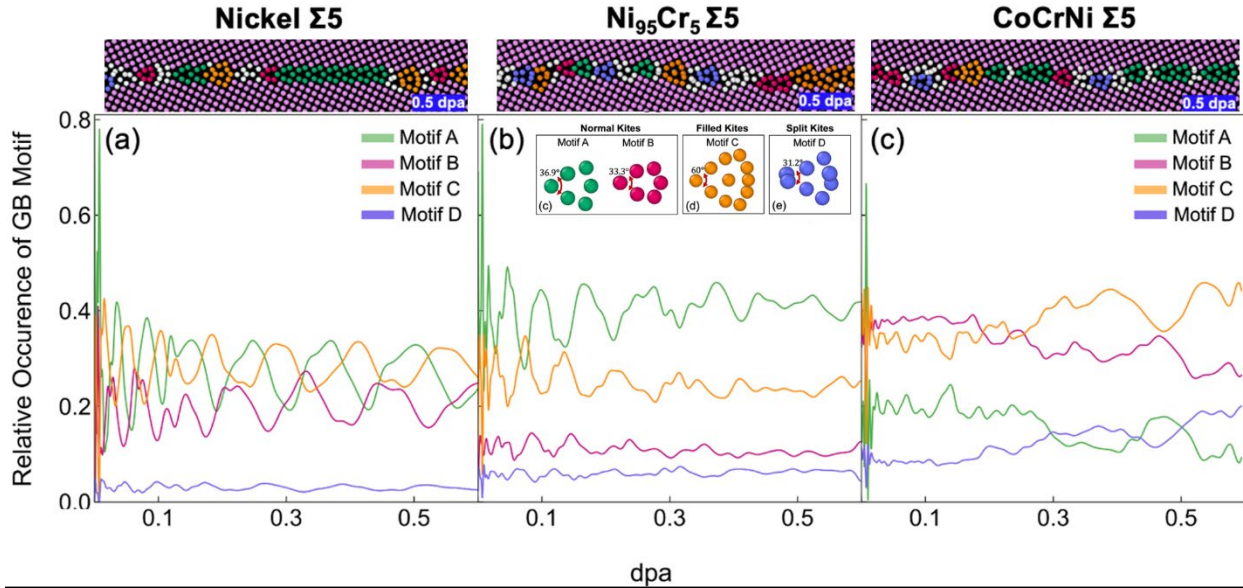 Nickel Σ5
Ni₉₅Cr₅ Σ5
CoCrNi Σ5
0.5 dpa
0.5 dpa
0.5 dpa
Relative Occurence of GB Motif
0.8
0.6
0.4
0.2
0.0
(a)
Motif A
Motif B
Motif C
Motif D
0.1
0.3
0.5
(b)
Normal Kites
Motif A
Motif B
36.9°
33.3°
(c)
Filled Kites
Motif C
60°
(d)
Split Kites
Motif D
31.2°
(e)
0.1
0.3
0.5
(c)
Motif A
Motif B
Motif C
Motif D
0.1
0.3
0.5
dpa